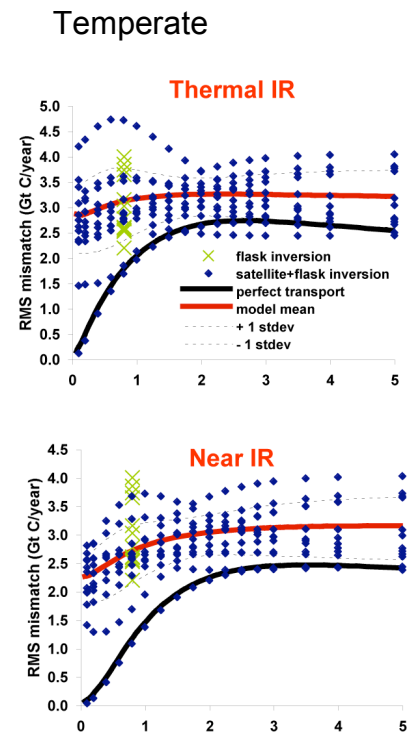 Temperate
Thermal IR
RMS mismatch (Gt C/year)
5.0
4.5
4.0
3.5
3.0
2.5
2.0
1.5
1.0
0.5
0.0
flask inversion
satellite+flask inversion
perfect transport
model mean
+ 1 stdev
- 1 stdev
0 1 2 3 4 5
Near IR
RMS mismatch (Gt C/year)
4.5
4.0
3.5
3.0
2.5
2.0
1.5
1.0
0.5
0.0
0 1 2 3 4 5